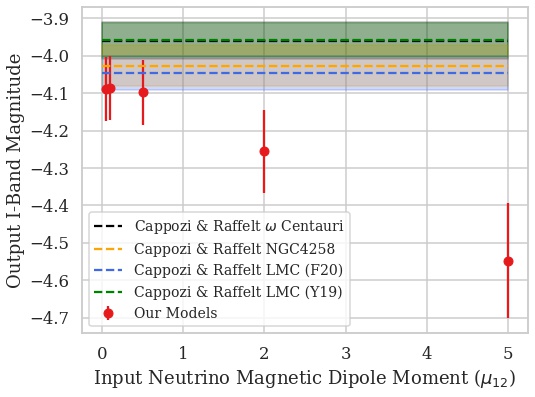 −3.9
−4.0
−4.1
−4.2
−4.3
−4.4
−4.5
−4.6
−4.7
Output I-Band Magnitude
Cappozi & Raffelt ω Centauri
Cappozi & Raffelt NGC4258
Cappozi & Raffelt LMC (F20)
Cappozi & Raffelt LMC (Y19)
Our Models
0 1 2 3 4 5
Input Neutrino Magnetic Dipole Moment (μ₁₂)